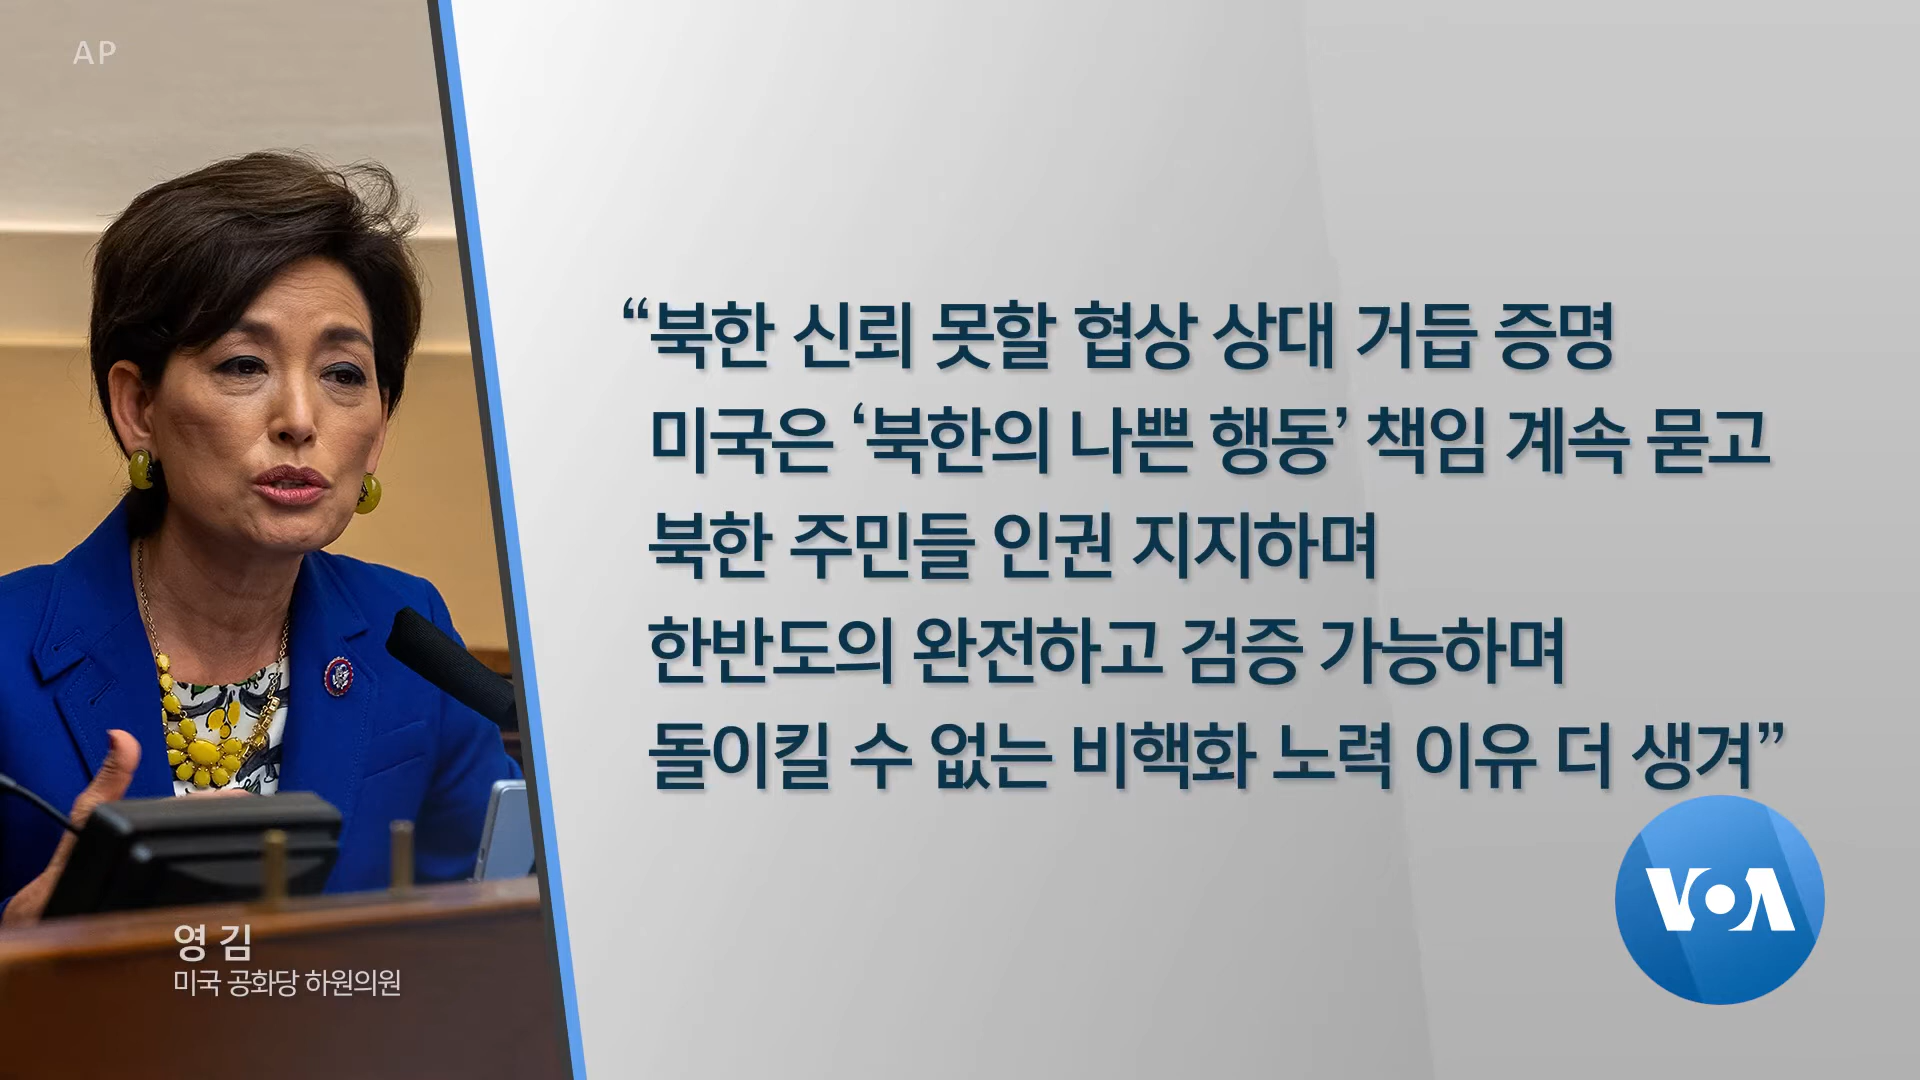 AP
“북한 신뢰 못할 협상 상대 거듭 증명
미국은 ‘북한의 나쁜 행동’ 책임 계속 묻고
북한 주민들 인권 지지하며
한반도의 완전하고 검증 가능하며
돌이킬 수 없는 비핵화 노력 이유 더 생겨”
VOA
영 김
미국 공화당 하원의원